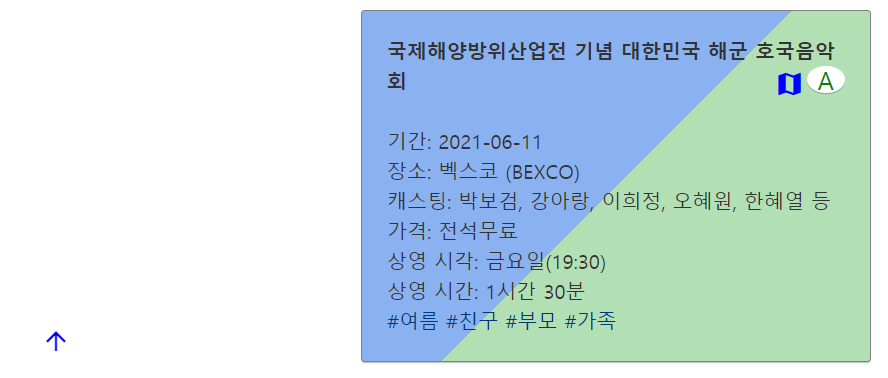 국제해양방위산업전 기념 대한민국 해군 호국음악
회
A
기간: 2021-06-11
장소: 벡스코 (BEXCO)
캐스팅: 박보검, 강아랑, 이희정, 오혜원, 한혜열 등
가격: 전석무료
상영 시각: 금요일(19:30)
상영 시간: 1시간 30분
#여름 #친구 #부모 #가족